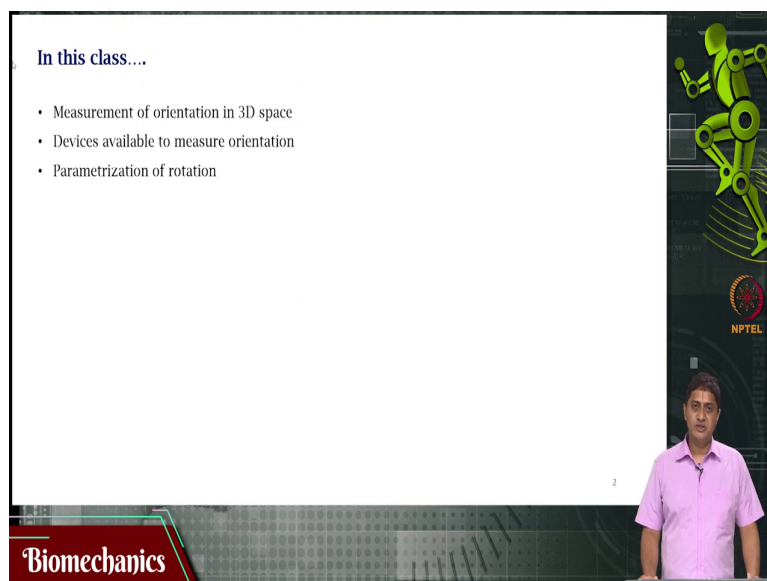 In this class….
• Measurement of orientation in 3D space
• Devices available to measure orientation
• Parametrization of rotation
NPTEL
2
Biomechanics